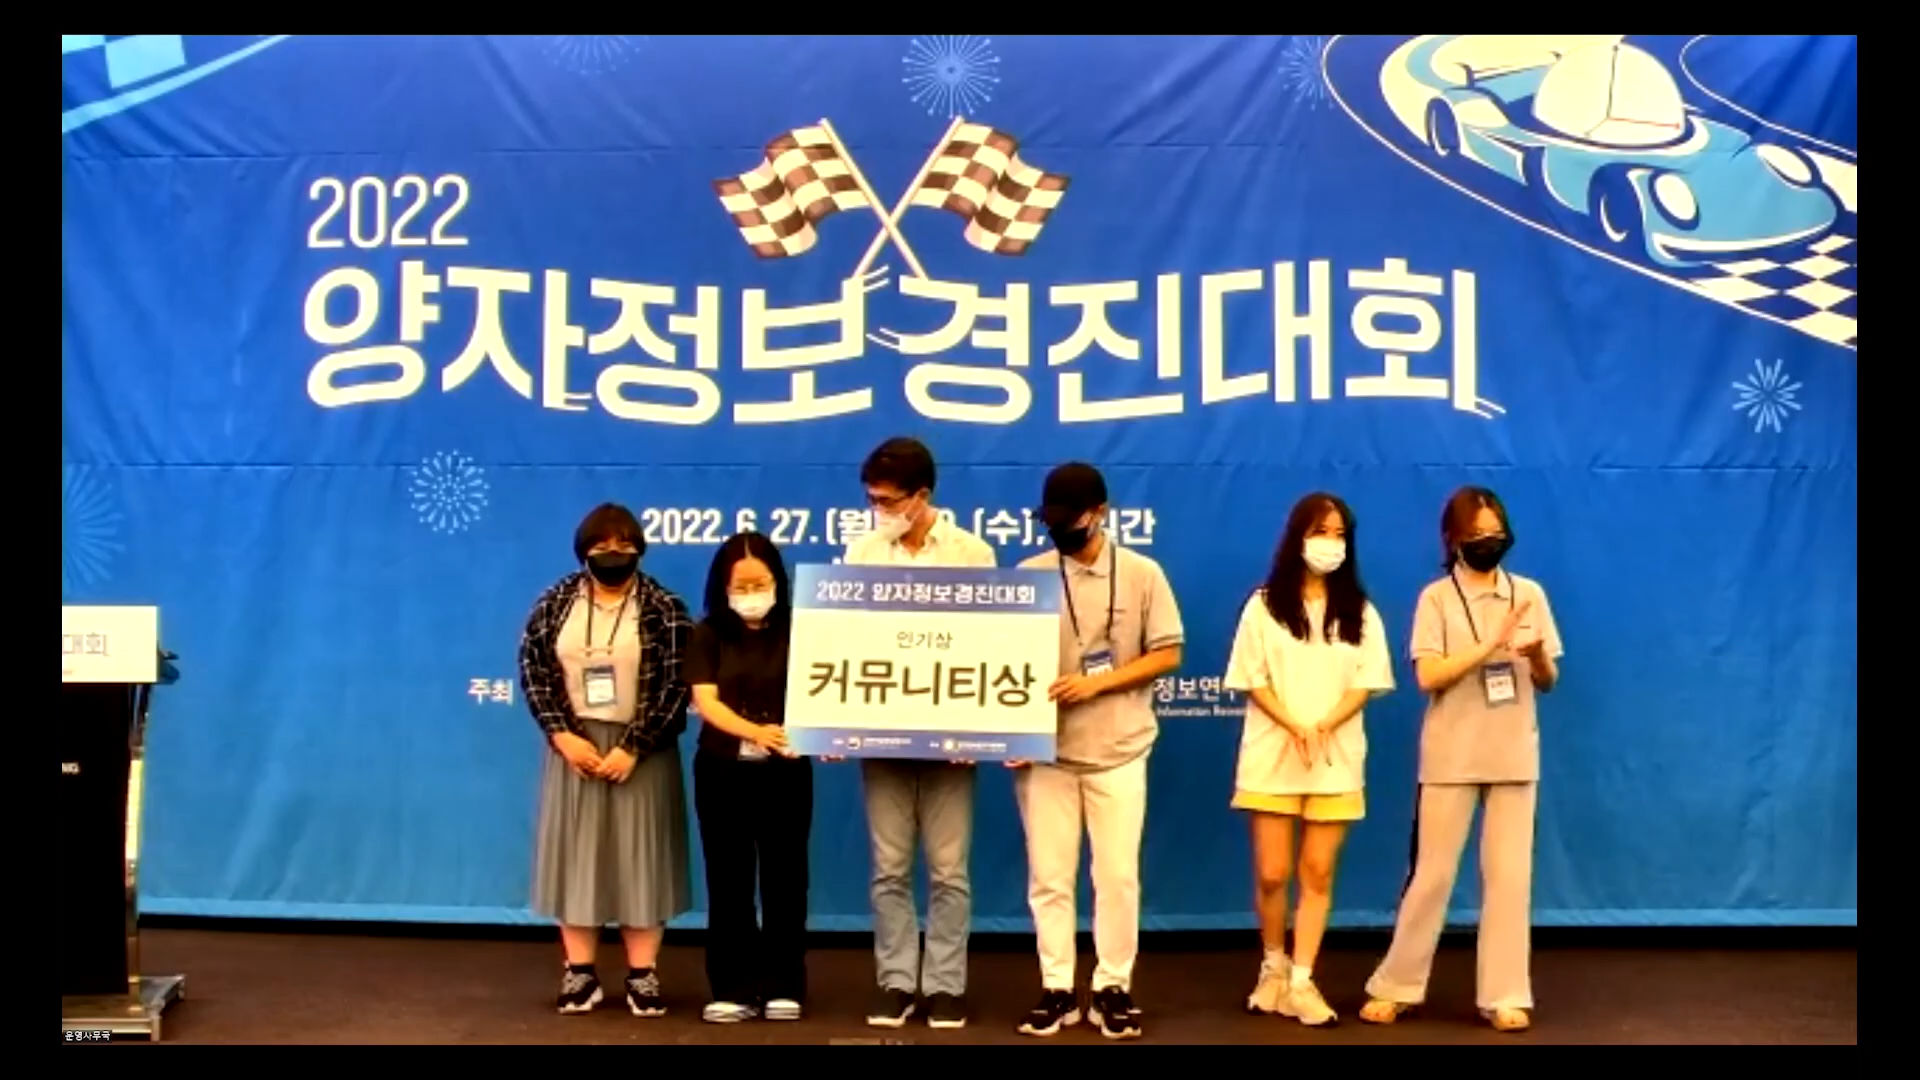 2022
양자정보경진대회
2022.6.27.(월) (수), 간
2022 양자정보경진대회
인기상
커뮤니티상
주최
정보연
Information
대회
운영사무국